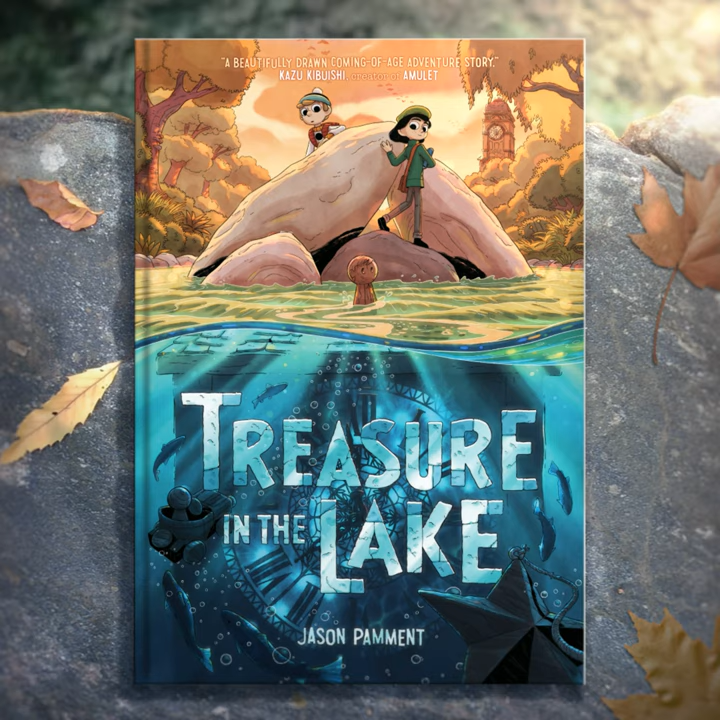 "A BEAUTIFULLY DRAWN COMING-OF-AGE ADVENTURE STORY."
KAZU KIBUISHI, CREATOR OF AMULET
TREASURE
IN THE
LAKE
JASON PAMMENT